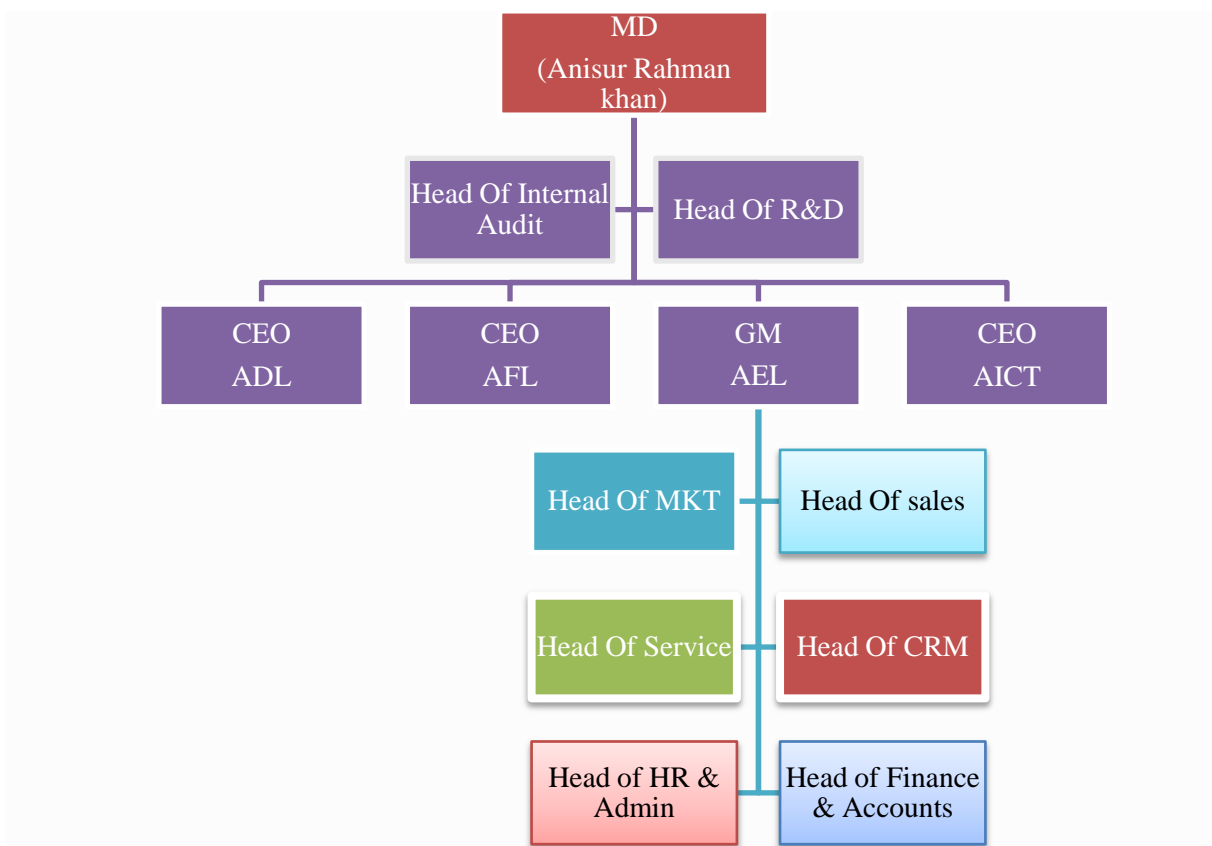 MD
(Anisur Rahman
khan)
Head Of Internal
Audit
Head Of R&D
CEO
ADL
CEO
AFL
GM
AEL
CEO
AICT
Head Of MKT
Head Of sales
Head Of Service
Head Of CRM
Head of HR &
Admin
Head of Finance
& Accounts